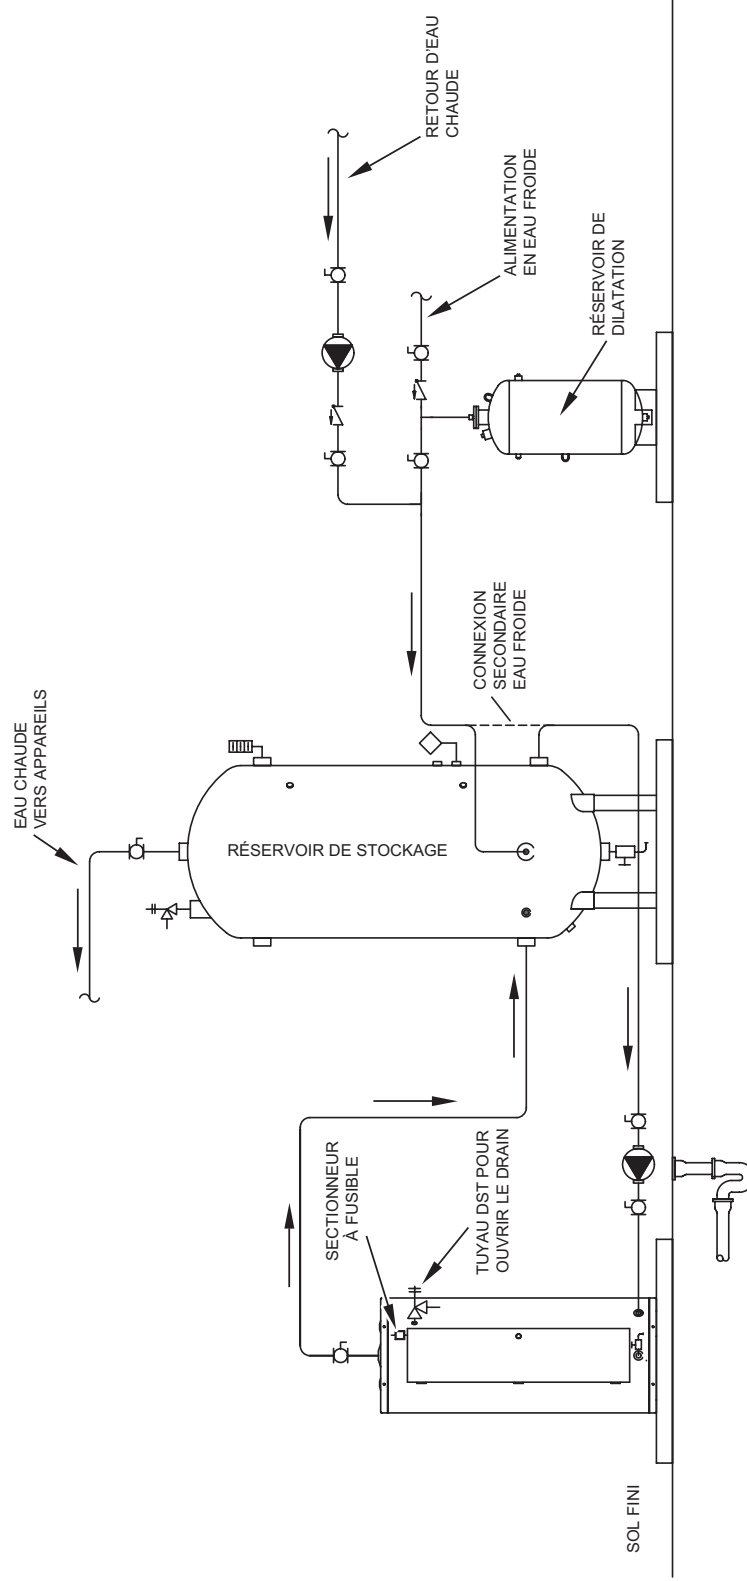 EAU CHAUDE
VERS APPAREILS
RETOUR D'EAU
CHAUDE
ALIMENTATION
EN EAU FROIDE
RÉSERVOIR DE
DILATATION
CONNEXION
SECONDAIRE
EAU FROIDE
RÉSERVOIR DE STOCKAGE
SECTIONNEUR
À FUSIBLE
TUYAU DST POUR
OUVRIR LE DRAIN
SOL FINI